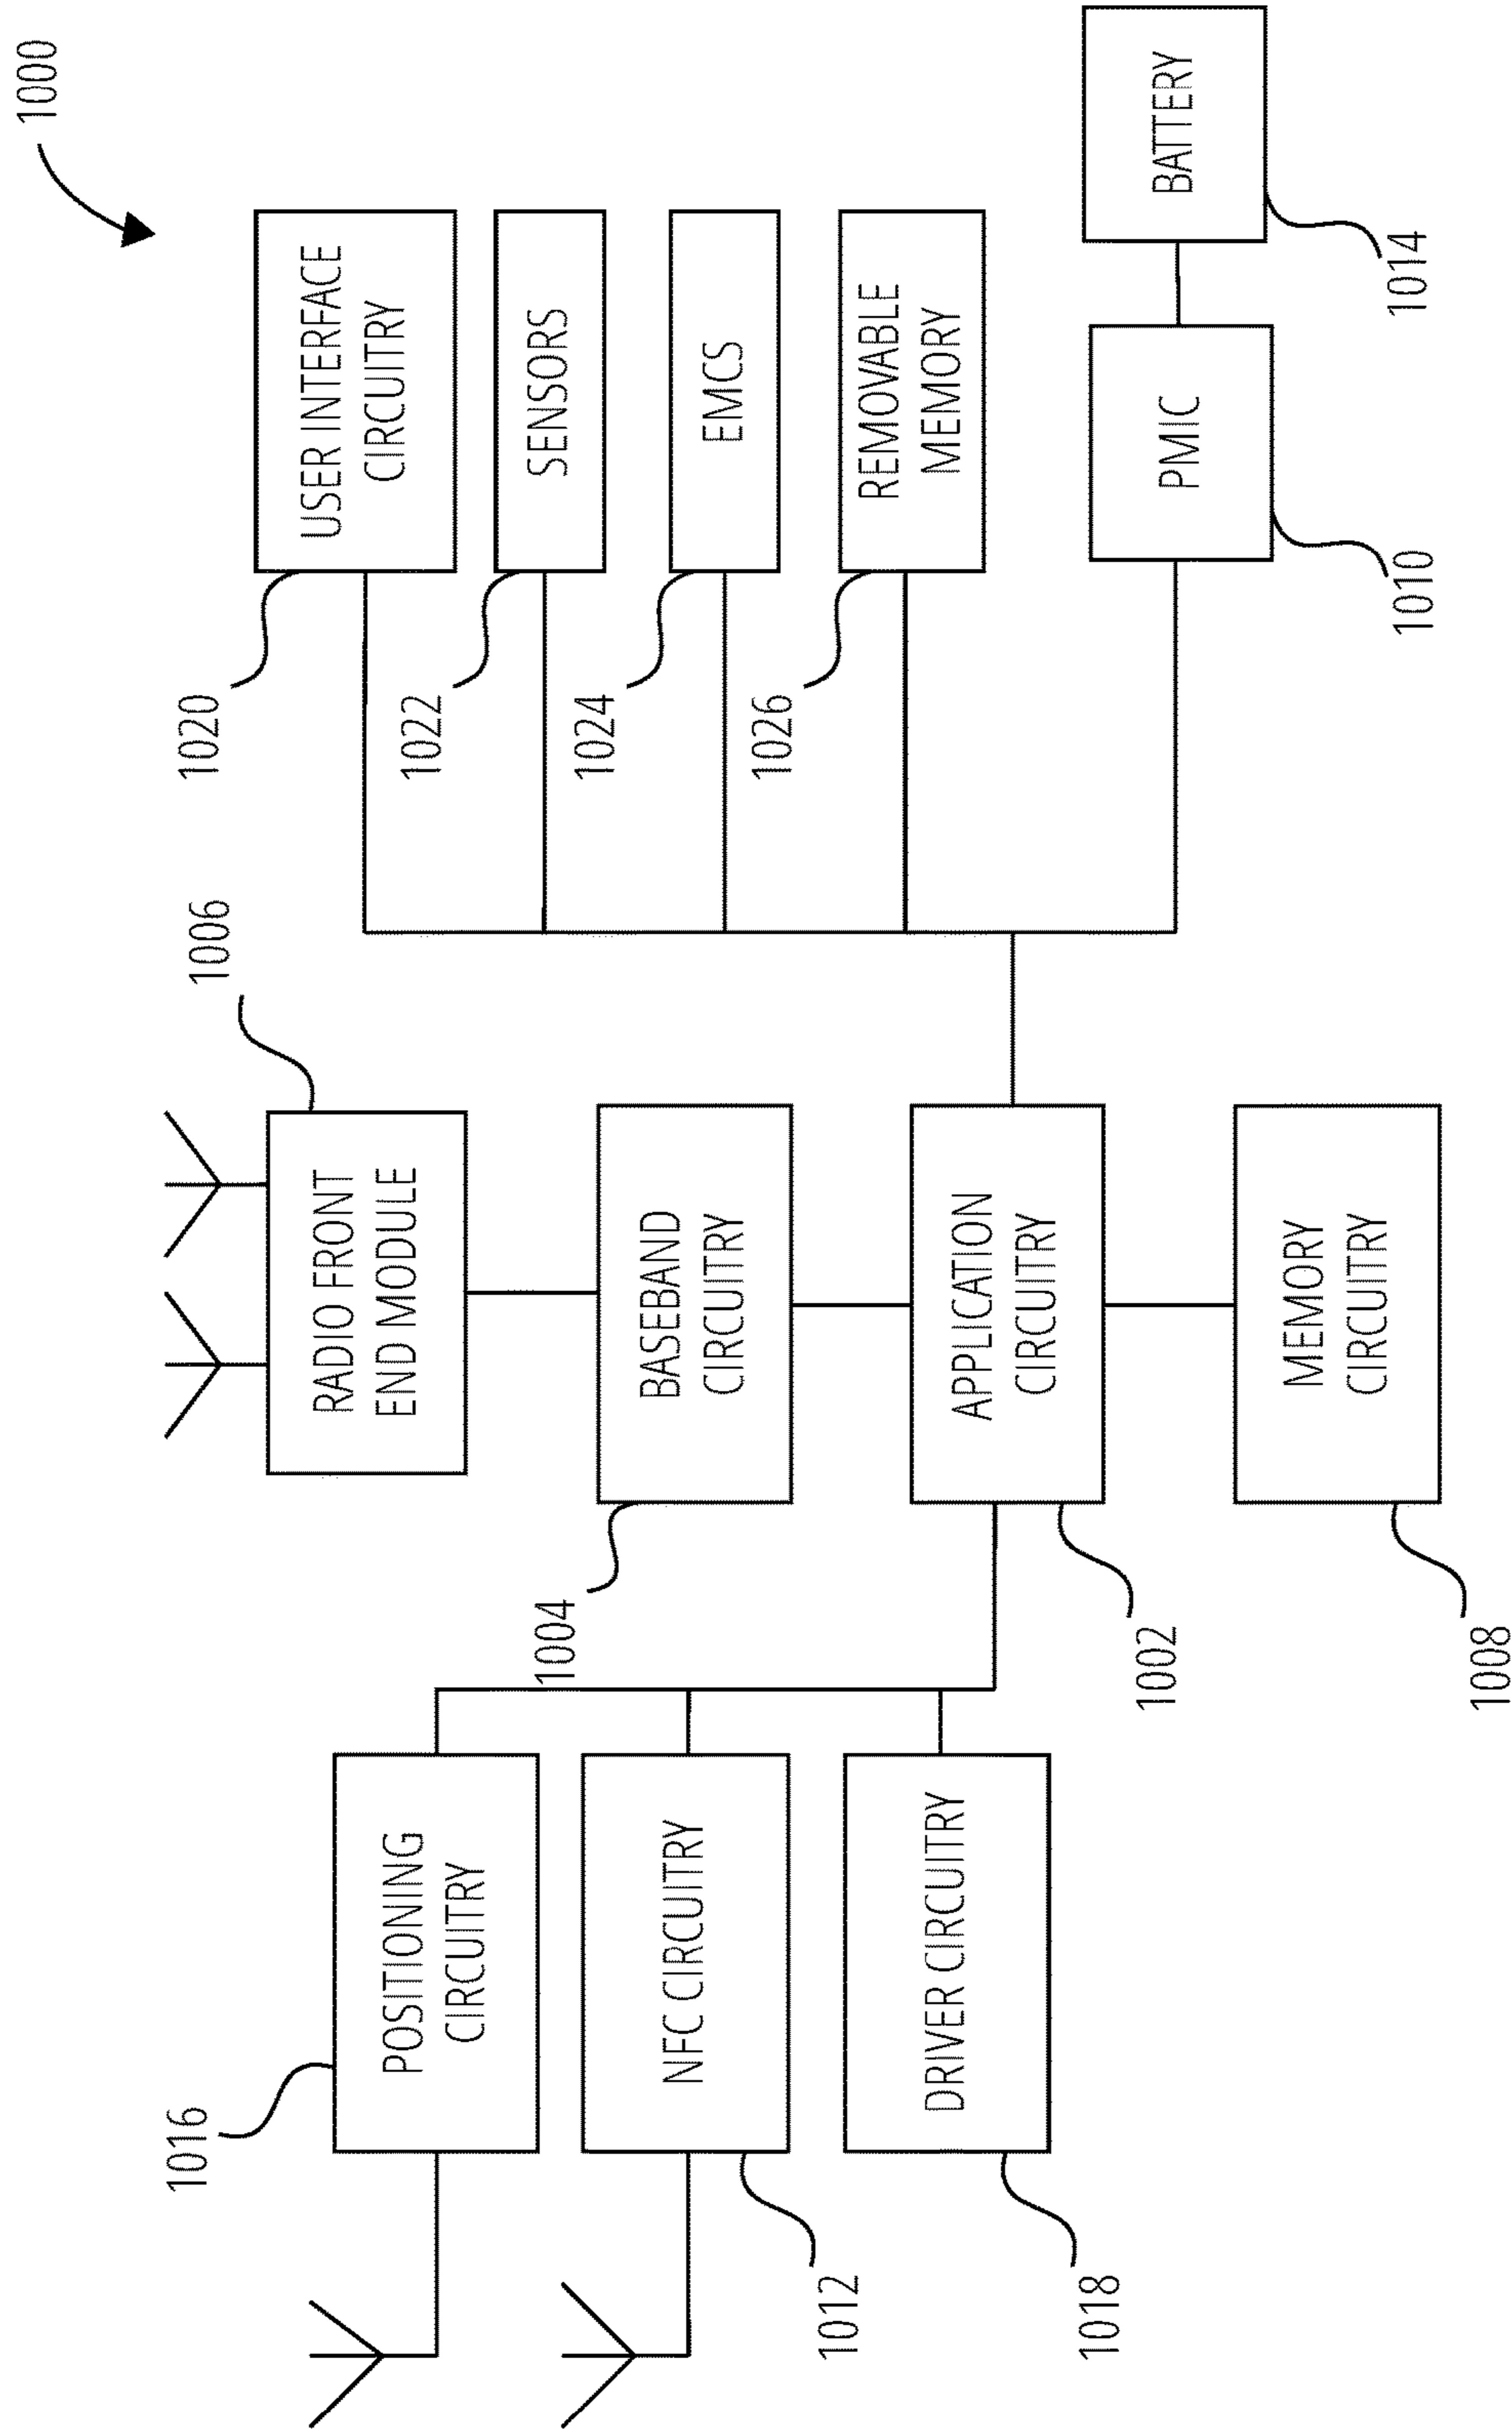 1000
1006
RADIO FRONT
END MODULE
1020
USER INTERFACE
CIRCUITRY
1016
POSITIONING
CIRCUITRY
1004
BASEBAND
CIRCUITRY
1022
SENSORS
NFC CIRCUITRY
1012
1024
EMCS
APPLICATION
CIRCUITRY
1002
1026
REMOVABLE
MEMORY
DRIVER CIRCUITRY
1018
MEMORY
CIRCUITRY
1008
PMIC
1010
BATTERY
1014